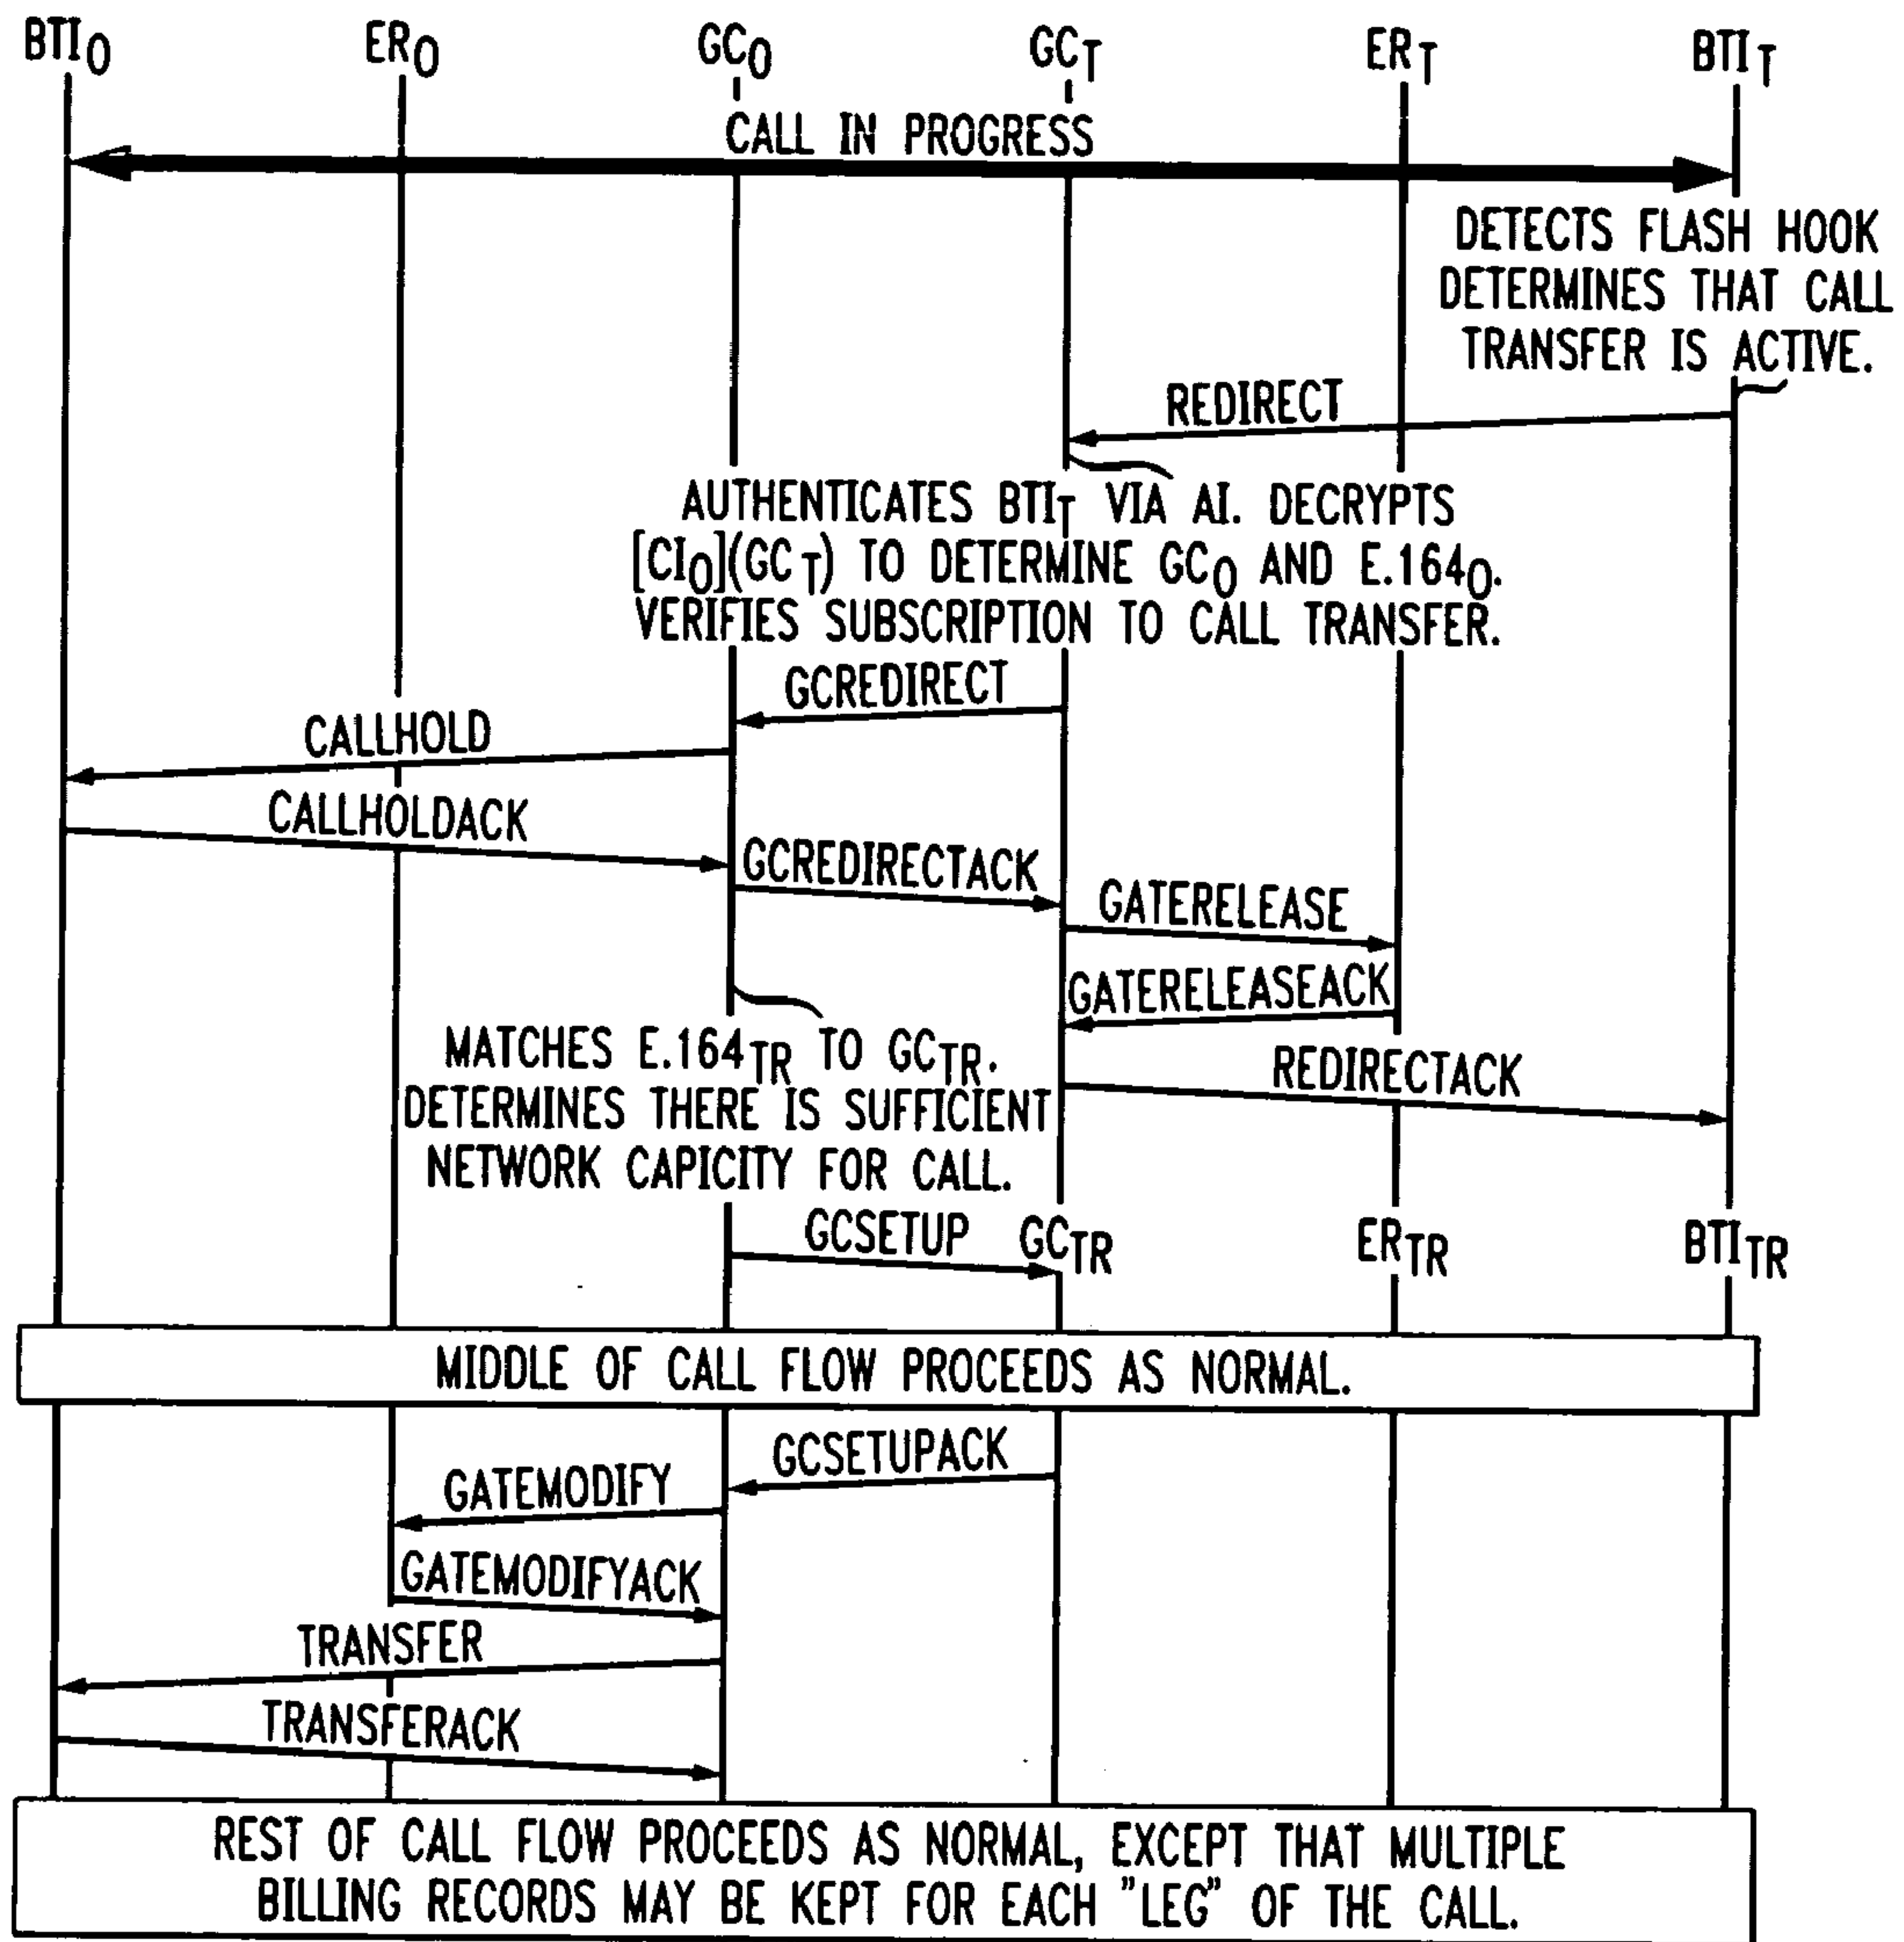 BTIO ERO GCO GCT ERT BTIT
CALL IN PROGRESS
DETECTS FLASH HOOK
DETERMINES THAT CALL
TRANSFER IS ACTIVE.
REDIRECT
AUTHENTICATES BTIT VIA AI. DECRYPTS
[CIO](GCT) TO DETERMINE GCO AND E.164O.
VERIFIES SUBSCRIPTION TO CALL TRANSFER.
GCREDIRECT
CALLHOLD
CALLHOLDACK
GCREDIRECTACK
GATERELEASE
GATERELEASEACK
MATCHES E.164TR TO GCTR.
DETERMINES THERE IS SUFFICIENT
NETWORK CAPICITY FOR CALL.
REDIRECTACK
GCSETUP
GCTR ERTR BTITR
MIDDLE OF CALL FLOW PROCEEDS AS NORMAL.
GCSETUPACK
GATEMODIFY
GATEMODIFYACK
TRANSFER
TRANSFERACK
REST OF CALL FLOW PROCEEDS AS NORMAL, EXCEPT THAT MULTIPLE
BILLING RECORDS MAY BE KEPT FOR EACH "LEG" OF THE CALL.